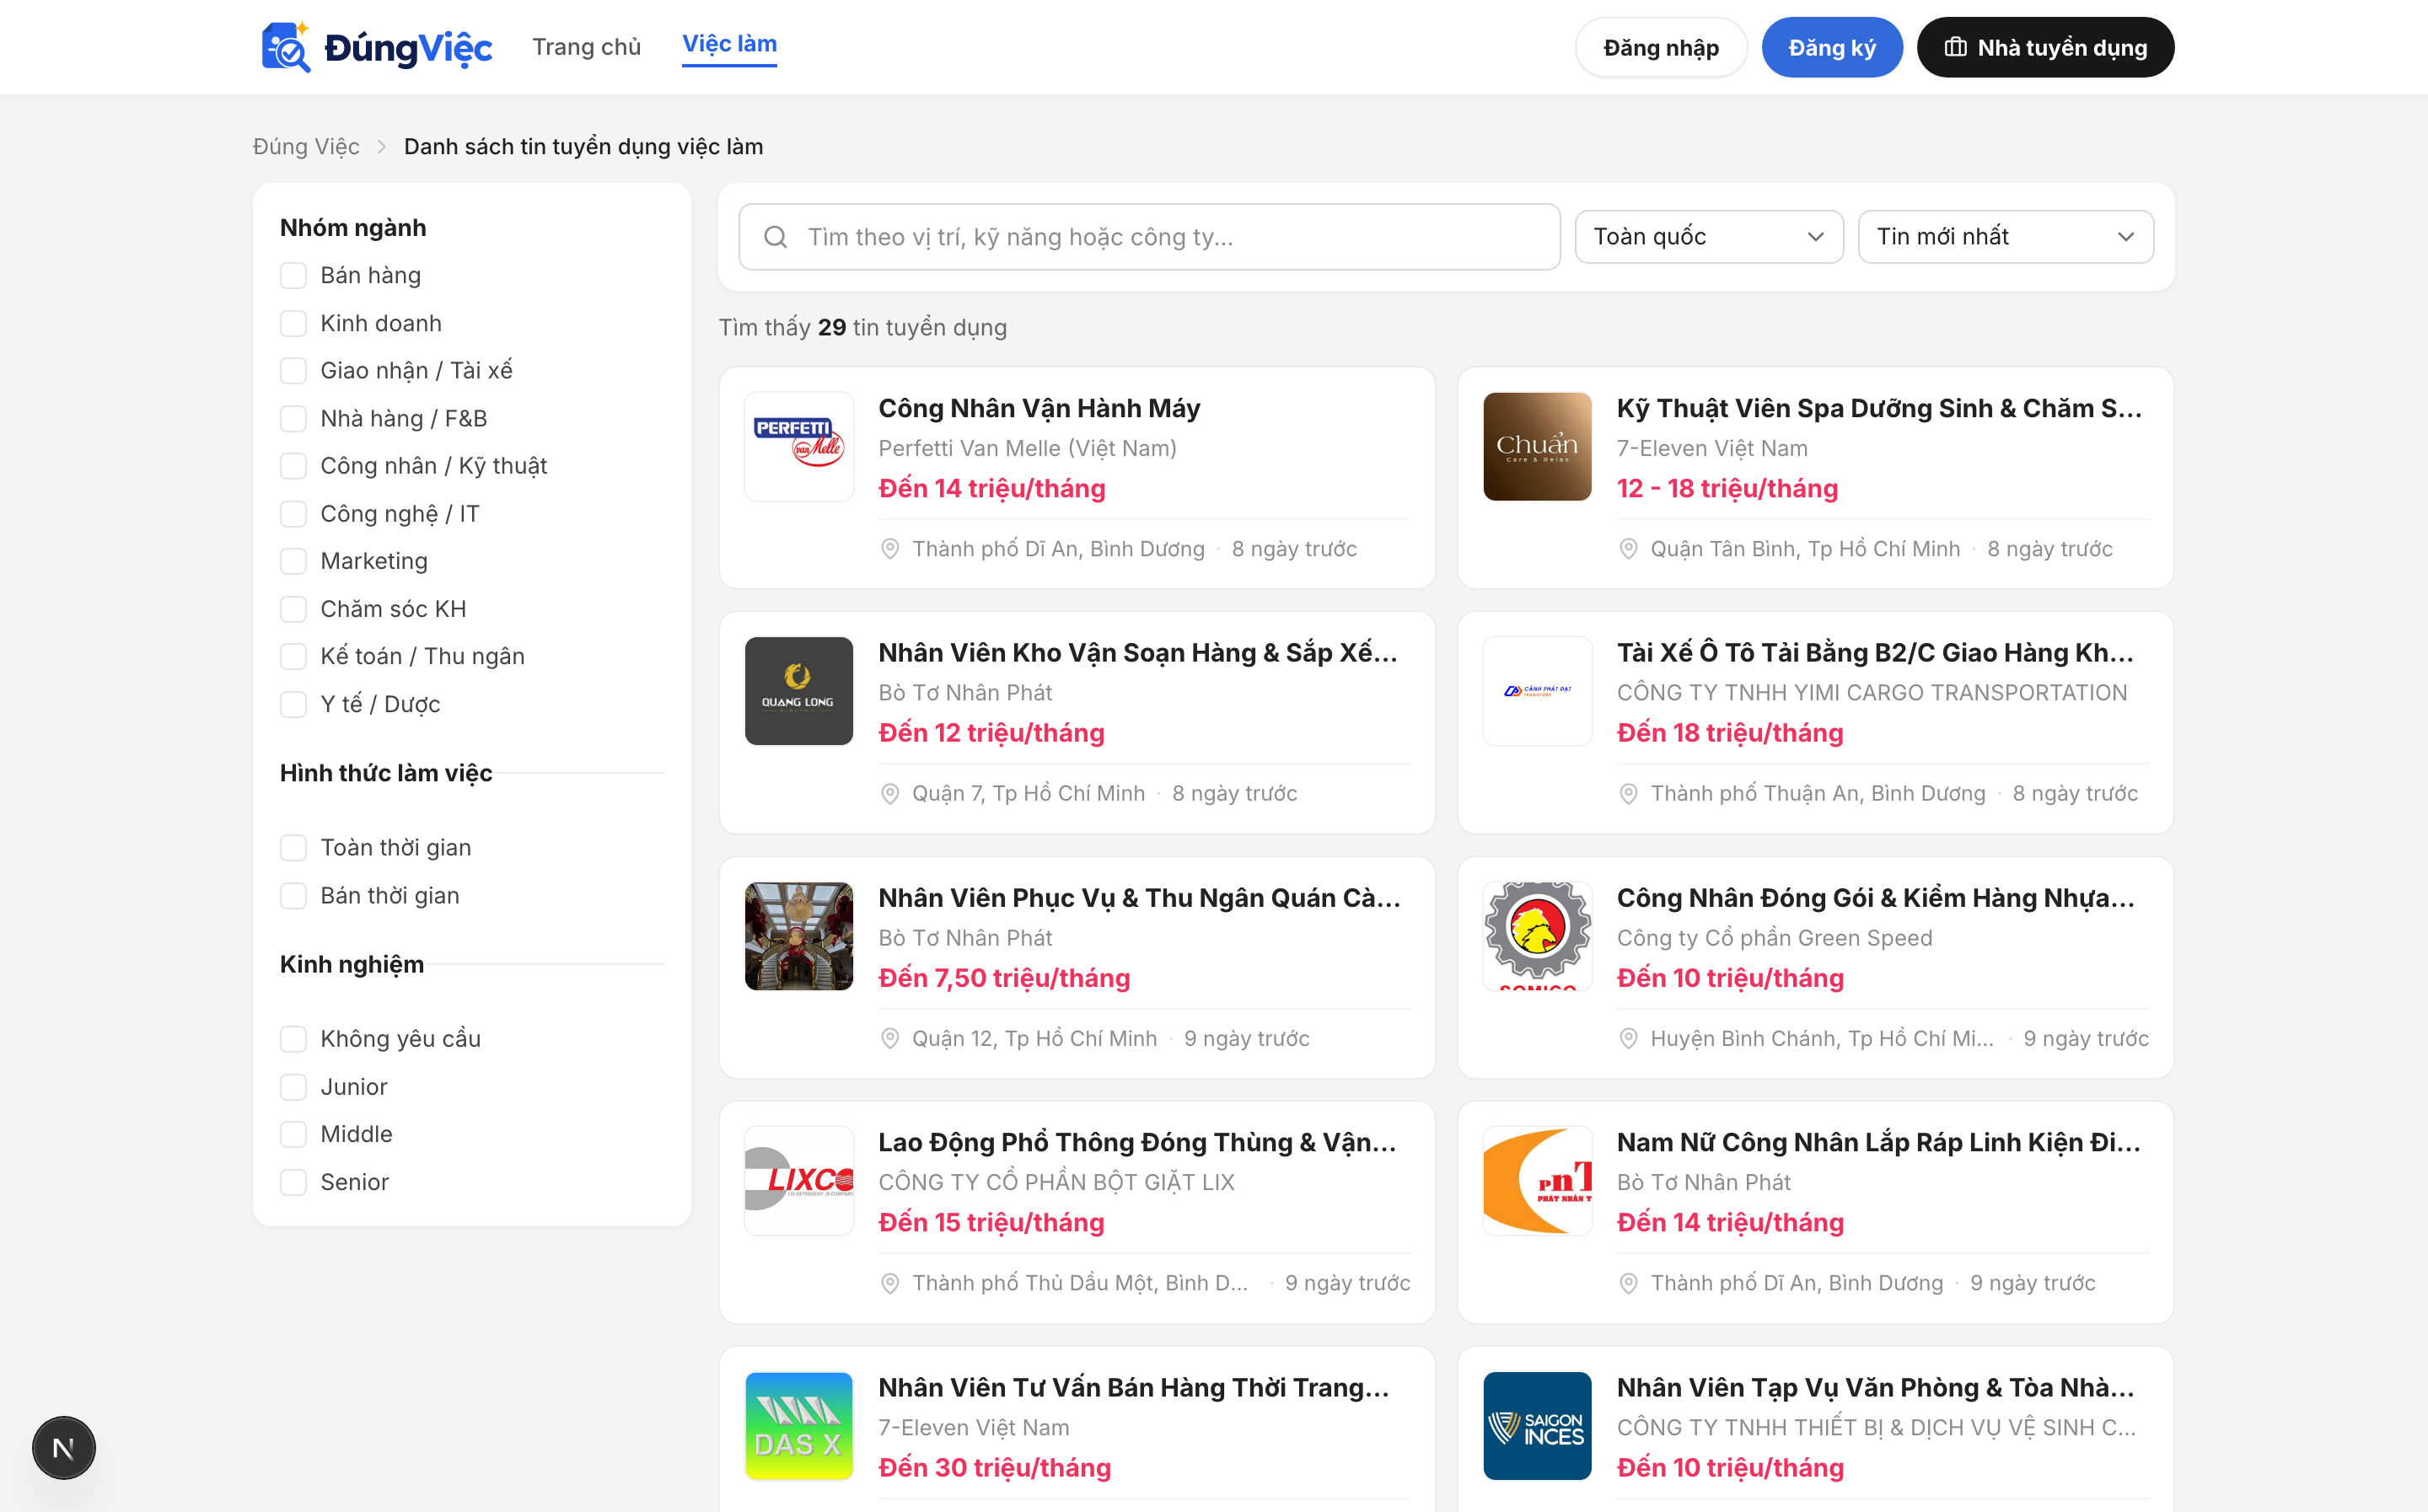 ĐúngViệc
Trang chủ
Việc làm
Đăng nhập
Đăng ký
Nhà tuyển dụng
Đúng Việc
Danh sách tin tuyển dụng việc làm
Nhóm ngành
Bán hàng
Kinh doanh
Giao nhận / Tài xế
Nhà hàng / F&B
Công nhân / Kỹ thuật
Công nghệ / IT
Marketing
Chăm sóc KH
Kế toán / Thu ngân
Y tế / Dược
Hình thức làm việc
Toàn thời gian
Bán thời gian
Kinh nghiệm
Không yêu cầu
Junior
Middle
Senior
Tìm theo vị trí, kỹ năng hoặc công ty...
Toàn quốc
Tin mới nhất
Tìm thấy 29 tin tuyển dụng
PERFETTI
van Melle
Công Nhân Vận Hành Máy
Perfetti Van Melle (Việt Nam)
Đến 14 triệu/tháng
Thành phố Dĩ An, Bình Dương · 8 ngày trước
Chuẩn
Care & Relax
Kỹ Thuật Viên Spa Dưỡng Sinh & Chăm S...
7-Eleven Việt Nam
12 - 18 triệu/tháng
Quận Tân Bình, Tp Hồ Chí Minh · 8 ngày trước
QUANG LONG
ELECTRIC
Nhân Viên Kho Vận Soạn Hàng & Sắp Xế...
Bò Tơ Nhân Phát
Đến 12 triệu/tháng
Quận 7, Tp Hồ Chí Minh · 8 ngày trước
CẢNH PHÁT ĐẠT
TRANSPORT
Tài Xế Ô Tô Tải Bằng B2/C Giao Hàng Kh...
CÔNG TY TNHH YIMI CARGO TRANSPORTATION
Đến 18 triệu/tháng
Thành phố Thuận An, Bình Dương · 8 ngày trước
Nhân Viên Phục Vụ & Thu Ngân Quán Cà...
Bò Tơ Nhân Phát
Đến 7,50 triệu/tháng
Quận 12, Tp Hồ Chí Minh · 9 ngày trước
Công Nhân Đóng Gói & Kiểm Hàng Nhựa...
Công ty Cổ phần Green Speed
Đến 10 triệu/tháng
Huyện Bình Chánh, Tp Hồ Chí Mi... · 9 ngày trước
LIXCO
LIX DETERGENT JS COMPANY
Lao Động Phổ Thông Đóng Thùng & Vận...
CÔNG TY CỔ PHẦN BỘT GIẶT LIX
Đến 15 triệu/tháng
Thành phố Thủ Dầu Một, Bình D... · 9 ngày trước
PnT
PHÁT NHÂN T
Nam Nữ Công Nhân Lắp Ráp Linh Kiện Đi...
Bò Tơ Nhân Phát
Đến 14 triệu/tháng
Thành phố Dĩ An, Bình Dương · 9 ngày trước
DAS X
Nhân Viên Tư Vấn Bán Hàng Thời Trang...
7-Eleven Việt Nam
Đến 30 triệu/tháng
SAIGON
INCES
Nhân Viên Tạp Vụ Văn Phòng & Tòa Nhà...
CÔNG TY TNHH THIẾT BỊ & DỊCH VỤ VỆ SINH C...
Đến 10 triệu/tháng
N